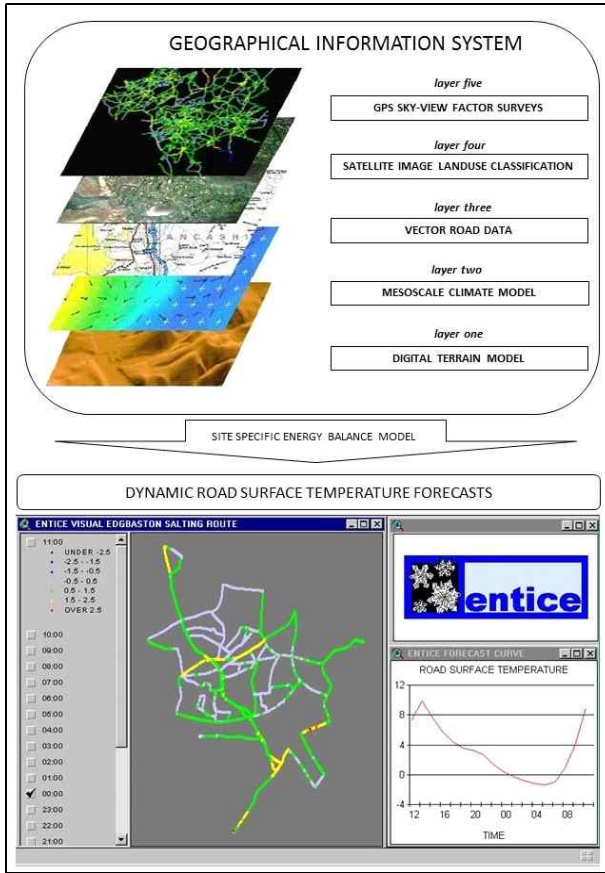 GEOGRAPHICAL INFORMATION SYSTEM
layer five
GPS SKY-VIEW FACTOR SURVEYS
layer four
SATELLITE IMAGE LANDUSE CLASSIFICATION
layer three
VECTOR ROAD DATA
layer two
MESOSCALE CLIMATE MODEL
layer one
DIGITAL TERRAIN MODEL
ANCASHI
SITE SPECIFIC ENERGY BALANCE MODEL
DYNAMIC ROAD SURFACE TEMPERATURE FORECASTS
ENTICE VISUAL EDGBASTON SALTING ROUTE
11:00
UNDER -2.5
-2.5 - -1.5
-1.5 - -0.5
-0.5 - 0.5
0.5 - 1.5
1.5 - 2.5
OVER 2.5
10:00
09:00
08:00
07:00
06:00
05:00
04:00
03:00
02:00
01:00
00:00
23:00
22:00
21:00
entice
ENTICE FORECAST CURVE
ROAD SURFACE TEMPERATURE
12
8
4
0
-4
12 16 20 00 04 08
TIME